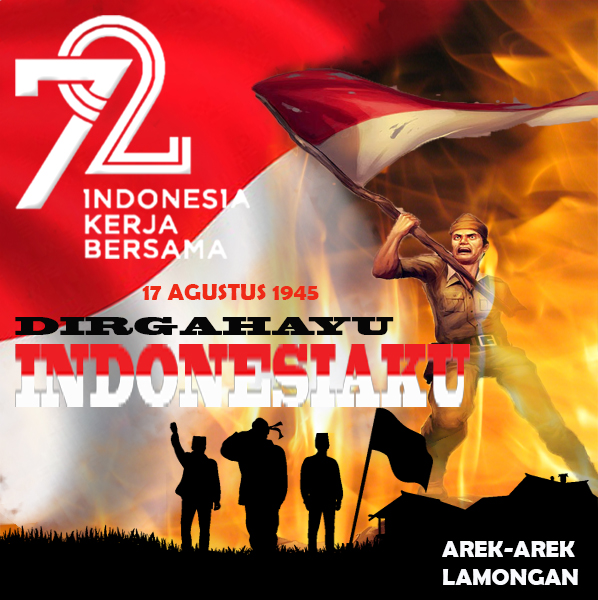 72
INDONESIA
KERJA
BERSAMA
17 AGUSTUS 1945
DIRGAHAYU
INDONESIAKU
AREK-AREK
LAMONGAN